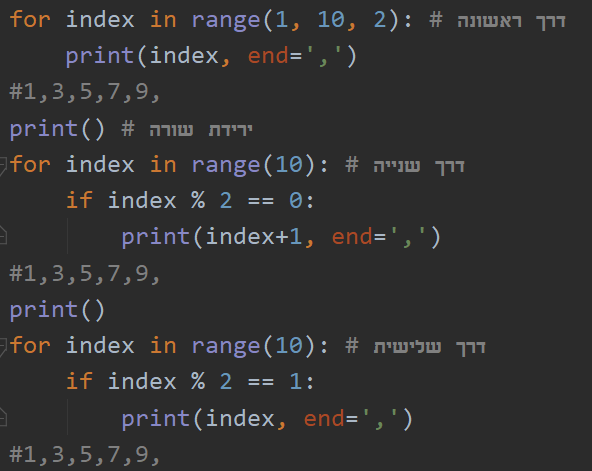 for index in range(1, 10, 2): # דרך ראשונה
    print(index, end=',')
#1,3,5,7,9,
print() # ירידת שורה
for index in range(10): # דרך שנייה
    if index % 2 == 0:
        print(index+1, end=',')
#1,3,5,7,9,
print()
for index in range(10): # דרך שלישית
    if index % 2 == 1:
        print(index, end=',')
#1,3,5,7,9,